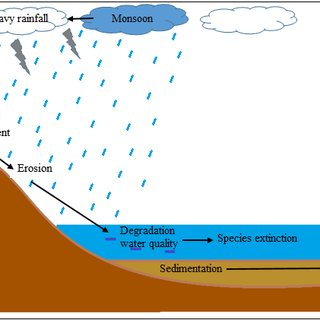 avy rainfall
Monsoon
ent
Erosion
Degradation
water quality
Species extinction
Sedimentation